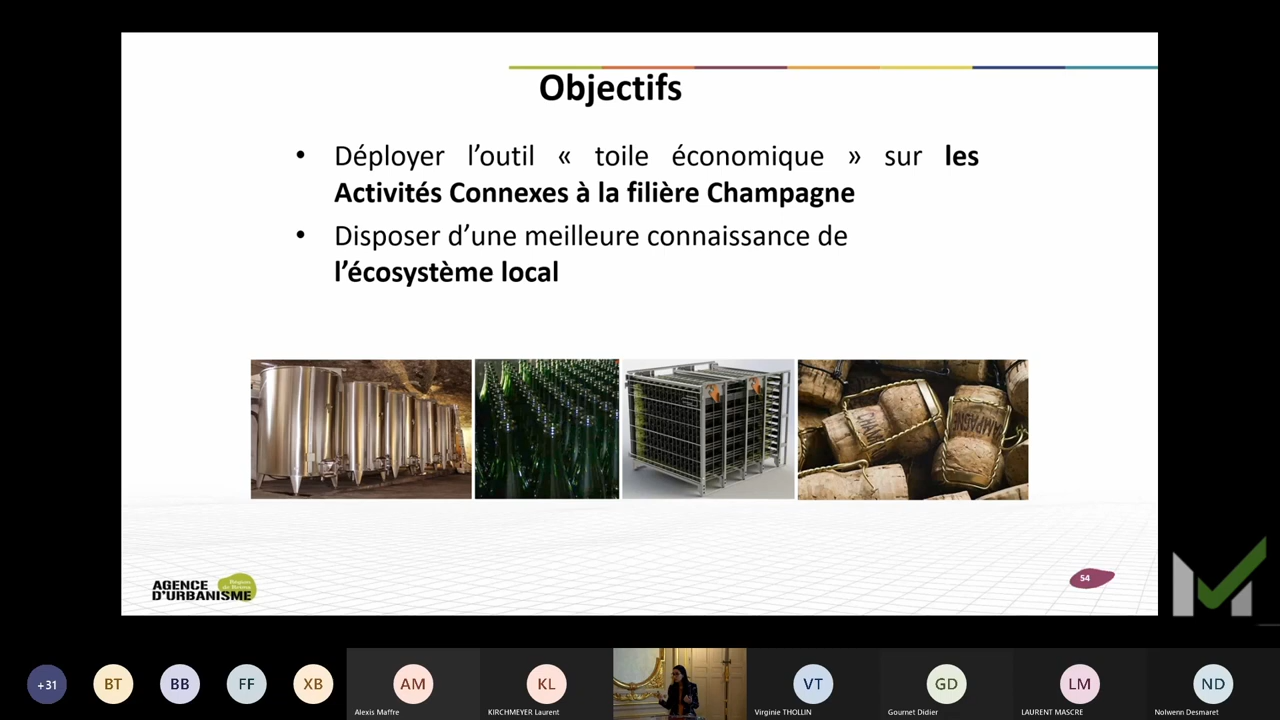 Objectifs
• Déployer l’outil « toile économique » sur les
Activités Connexes à la filière Champagne
• Disposer d’une meilleure connaissance de
l’écosystème local
AGENCE
D'URBANISME
54
+31
BT
BB
FF
XB
AM
KL
VT
GD
LM
ND
Alexis Maffre
KIRCHMEYER Laurent
Virginie THOLLIN
Gournet Didier
LAURENT MASCRE
Nolwenn Desmaret